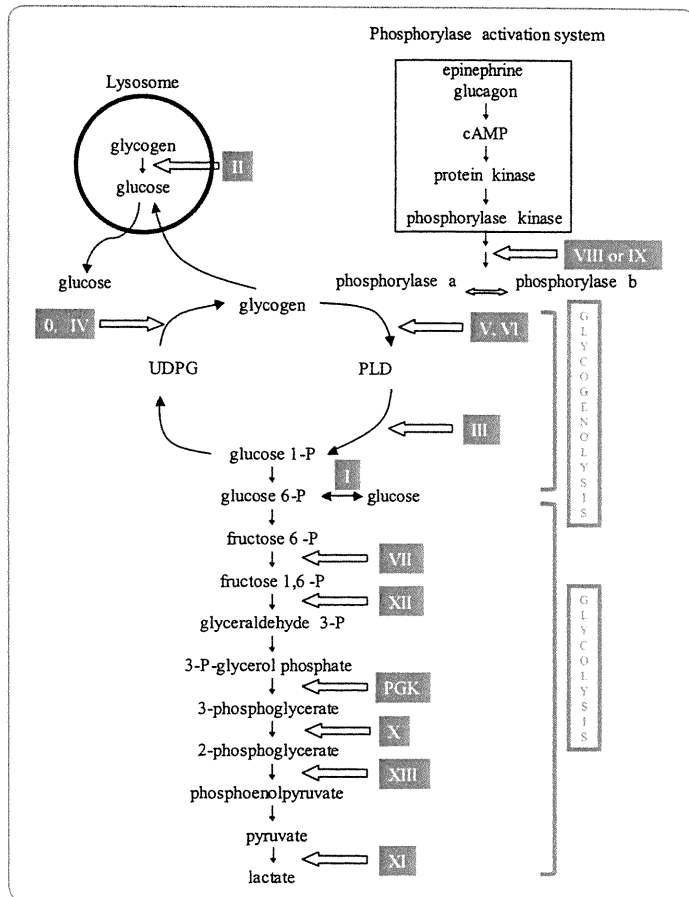 Phosphorylase activation system
Lysosome
epinephrine
glucagon
cAMP
protein kinase
phosphorylase kinase
glycogen
II
glucose
VIII or IX
glucose
phosphorylase a
phosphorylase b
glycogen
0, IV
V, VI
UDPG
PLD
III
glucose 1-P
I
glucose 6-P
glucose
fructose 6 -P
VII
fructose 1,6 -P
XII
glyceraldehyde 3-P
3-P-glycerol phosphate
PGK
3-phosphoglycerate
X
2-phosphoglycerate
XIII
phosphoenolpyruvate
pyruvate
XI
lactate
GLYCOGENOLYSIS
GLYCOLYSIS